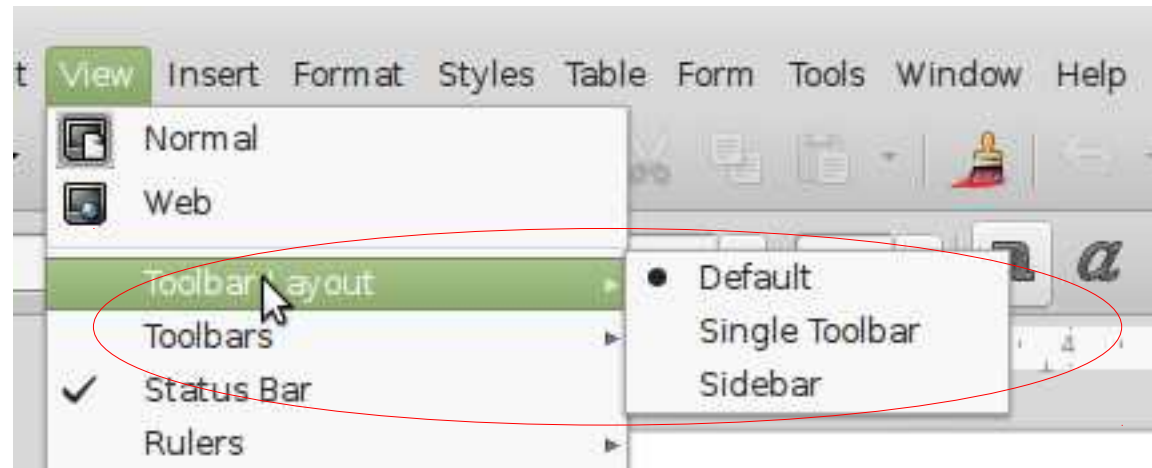 t View Insert Format Styles Table Form Tools Window Help
Normal
Web
Toolbar Layout
Default
Toolbars
Single Toolbar
Status Bar
Sidebar
Rulers
4